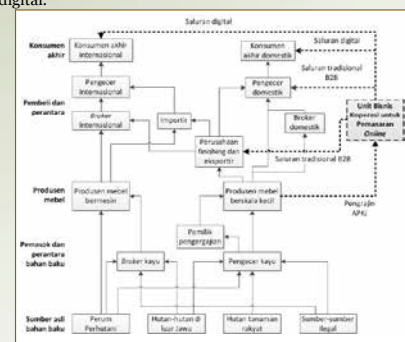 digital.
Saluran digital
Konsumen akhir
Konsumen akhir internasional
Konsumen akhir domestik
Saluran digital
Saluran tradisional B2B
Pembeli dan perantara
Pengecer internasional
Pengecer domestik
Broker internasional
Importir
Broker domestik
Unit Bisnis Koperasi untuk Pemasaran Online
Perusahaan finishing dan eksportir
Saluran tradisional B2B
Produsen mebel
Produsen mebel bermesin
Produsen mebel berskala kecil
Pengrajin APKJ
Pemilik penggergajian
Pemasok dan perantara bahan baku
Broker kayu
Pengecer kayu
Sumber asli bahan baku
Perum Perhutani
Hutan-hutan di luar Jawa
Hutan tanaman rakyat
Sumber-sumber ilegal